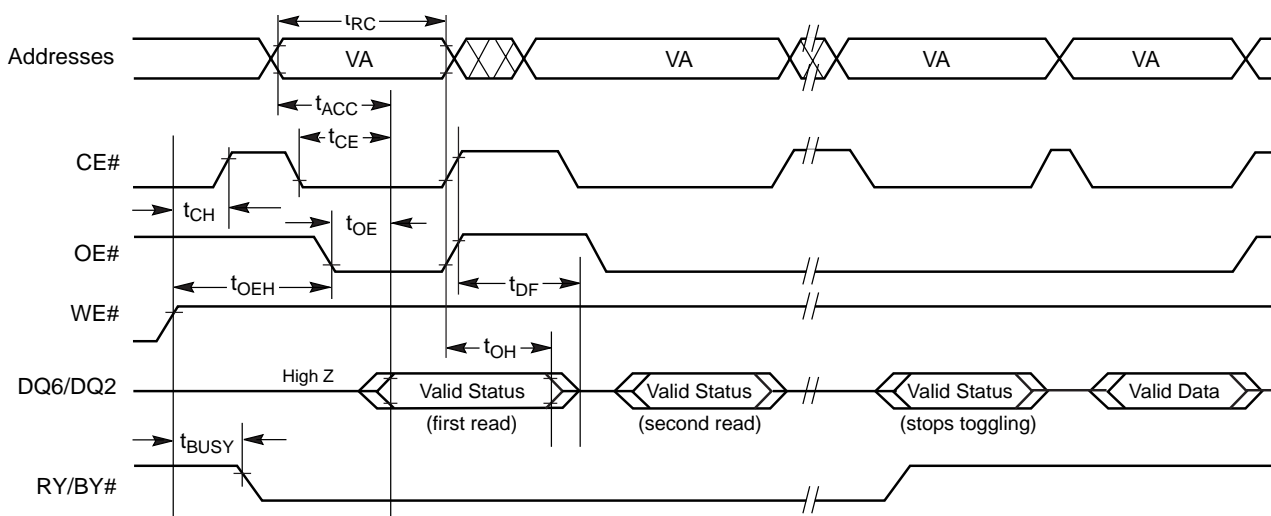 tRC
Addresses VA VA VA VA
tACC
tCE
CE#
tCH
tOE
OE#
tOEH
tDF
WE#
tOH
DQ6/DQ2 High Z Valid Status Valid Status Valid Status Valid Data
(first read) (second read) (stops toggling)
tBUSY
RY/BY#